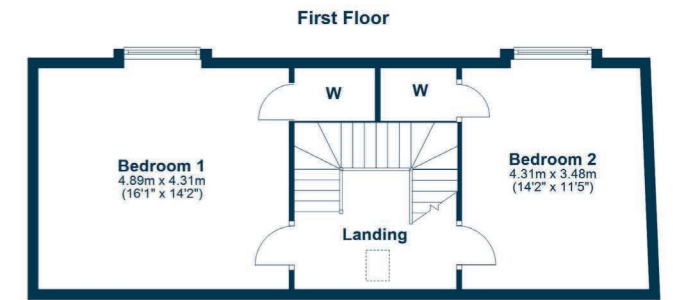 First Floor
W
W
Bedroom 1
4.89m x 4.31m
(16'1" x 14'2")
Bedroom 2
4.31m x 3.48m
(14'2" x 11'5")
Landing